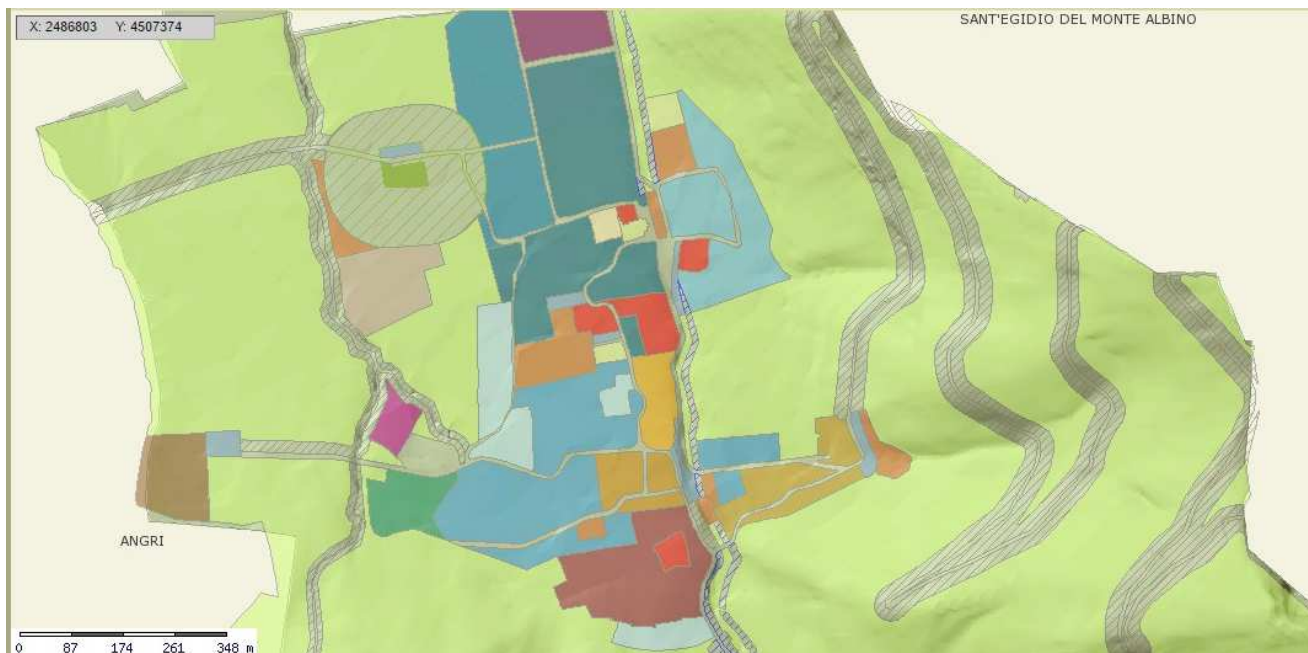 X: 2486803 Y: 4507374
SANT'EGIDIO DEL MONTE ALBINO
ANGRI
0 87 174 261 348 m